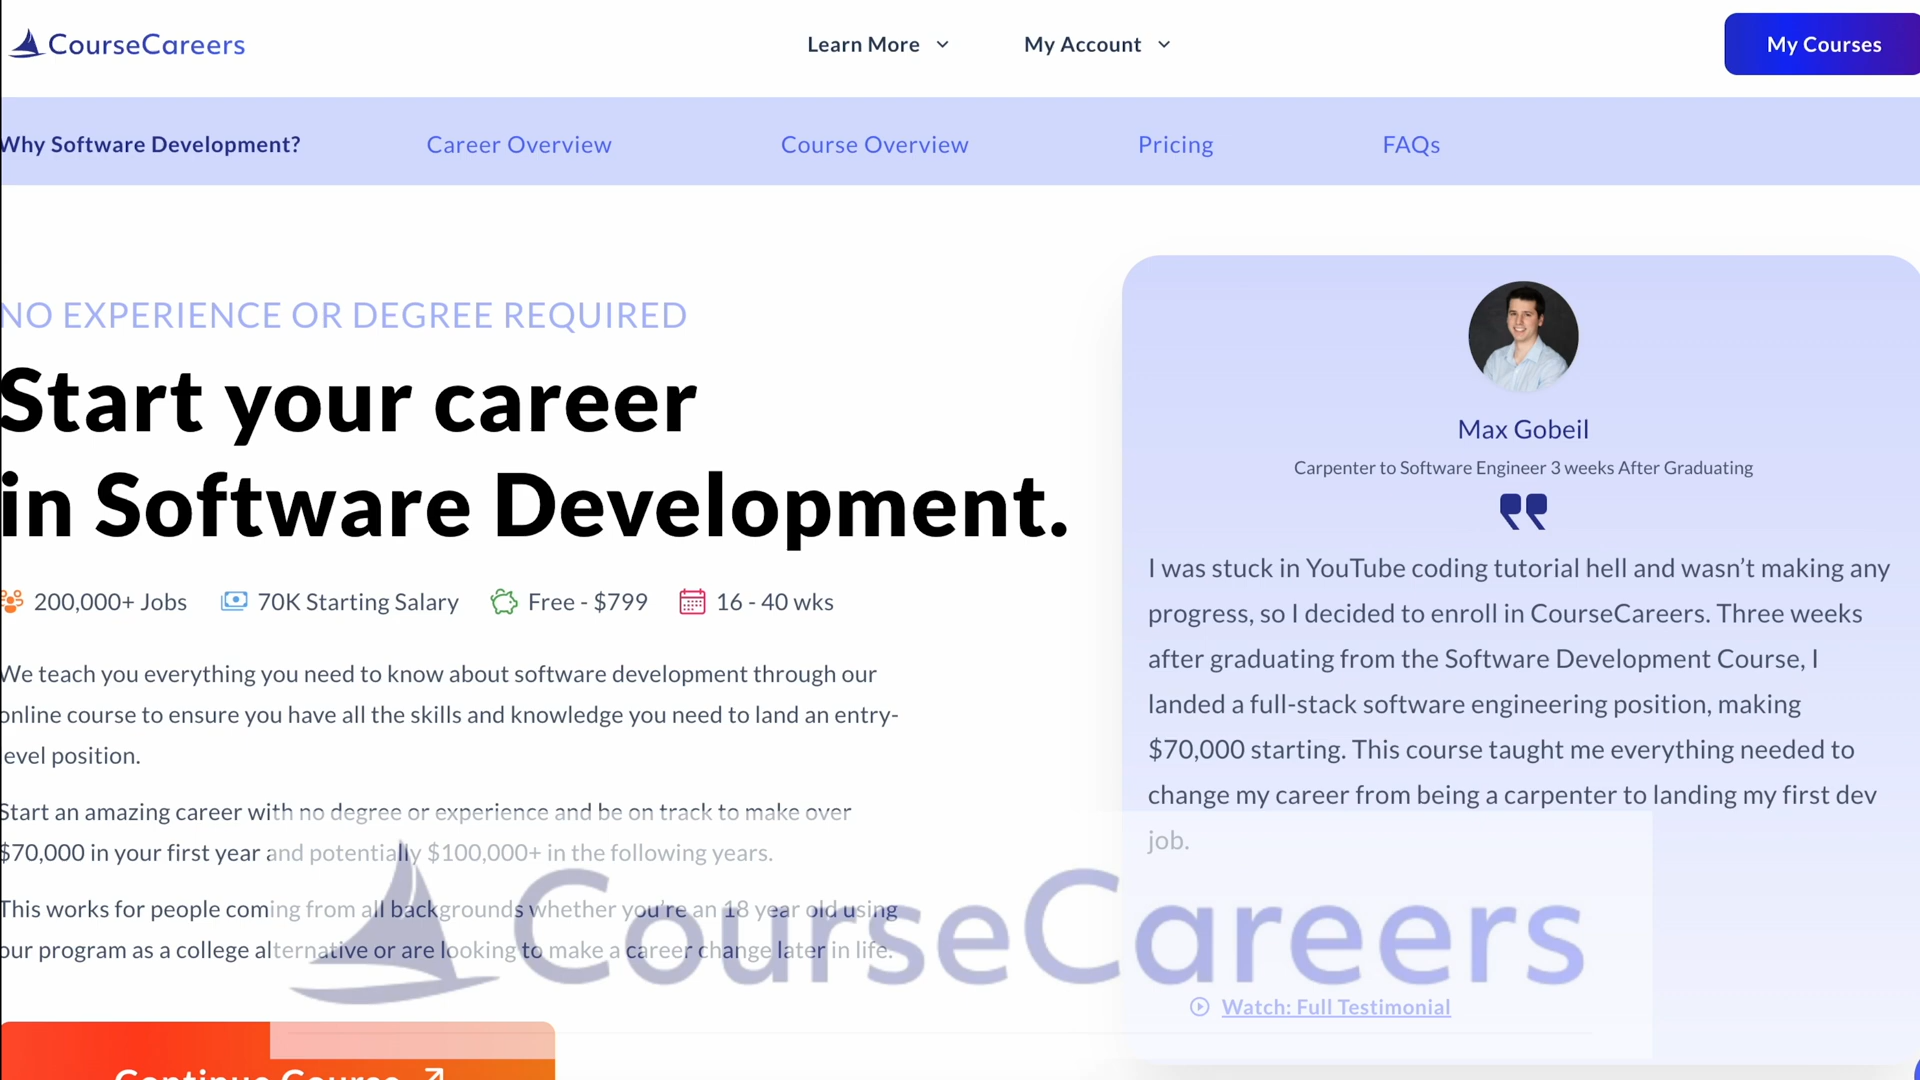 CourseCareers
Learn More
My Account
My Courses
Why Software Development?
Career Overview
Course Overview
Pricing
FAQs
NO EXPERIENCE OR DEGREE REQUIRED
Start your career
in Software Development.
200,000+ Jobs
70K Starting Salary
Free - $799
16 - 40 wks
We teach you everything you need to know about software development through our
online course to ensure you have all the skills and knowledge you need to land an entry-
level position.
Start an amazing career with no degree or experience and be on track to make over
$70,000 in your first year and potentially $100,000+ in the following years.
This works for people coming from all backgrounds whether you're an 18 year old using
our program as a college alternative or are looking to make a career change later in life.
Continue Course
Max Gobeil
Carpenter to Software Engineer 3 weeks After Graduating
I was stuck in YouTube coding tutorial hell and wasn’t making any
progress, so I decided to enroll in CourseCareers. Three weeks
after graduating from the Software Development Course, I
landed a full-stack software engineering position, making
$70,000 starting. This course taught me everything needed to
change my career from being a carpenter to landing my first dev
job.
Watch: Full Testimonial
CourseCareers